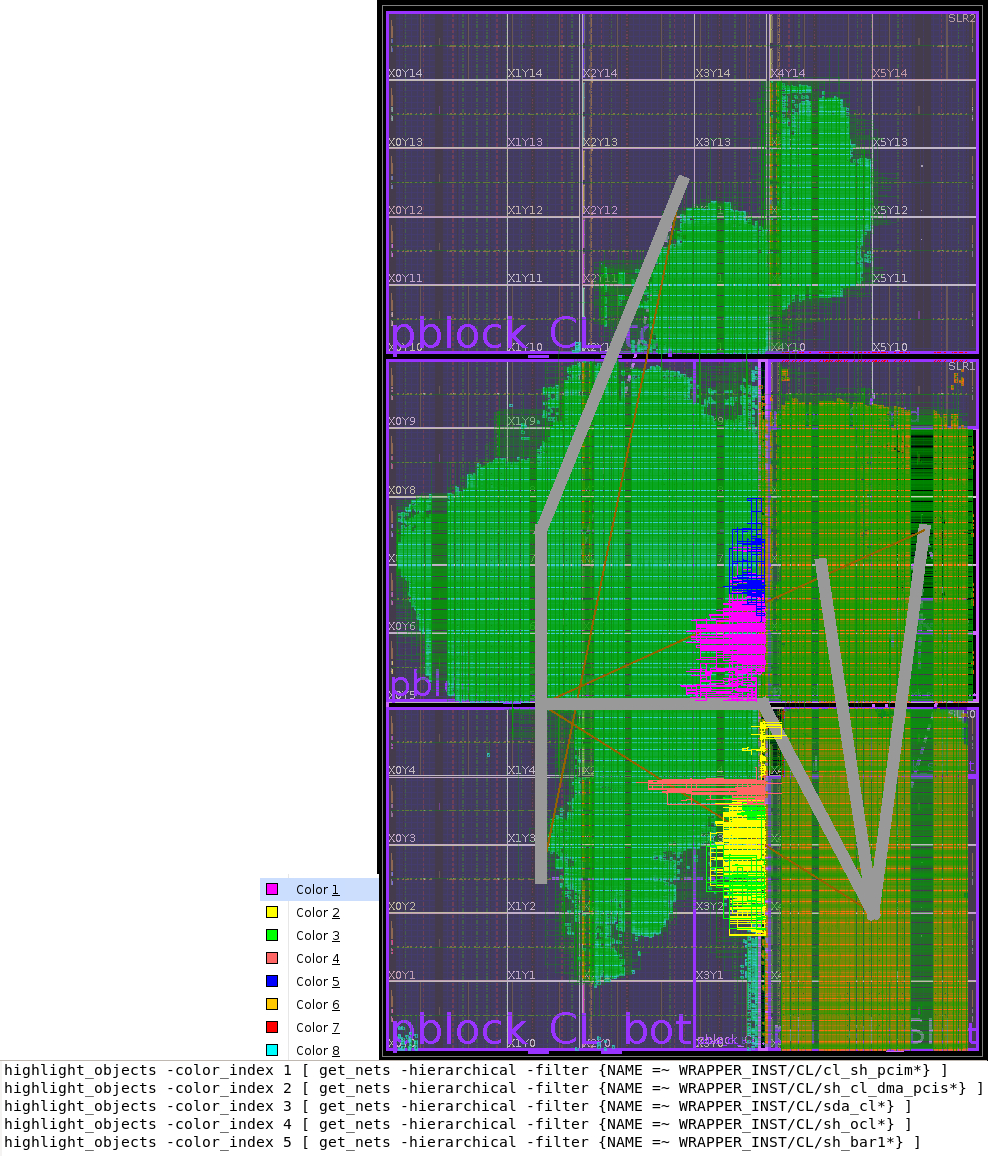 SLR2
X0Y14 X1Y14 X2Y14 X3Y14 X4Y14 X5Y14
X0Y13 X1Y13 X2Y13 X3Y13 X4Y13 X5Y13
X0Y12 X1Y12 X2Y12 X4Y12 X5Y12
X0Y11 X1Y11 X2Y11 X4Y11 X5Y11
pblock_CL
X0Y10 X1Y10 X4Y10 X5Y10
SLR1
X0Y9 X1Y9
X0Y8
X0Y6
X0Y5
SLR0
X0Y4 X1Y4
X0Y3 X1Y3
X0Y2 X1Y2 X3Y2
X0Y1 X1Y1 X3Y1
pblock_CL_bot
X1Y0
Color 1
Color 2
Color 3
Color 4
Color 5
Color 6
Color 7
Color 8
highlight_objects -color_index 1 [ get_nets -hierarchical -filter {NAME =~ WRAPPER_INST/CL/cl_sh_pcim*} ]
highlight_objects -color_index 2 [ get_nets -hierarchical -filter {NAME =~ WRAPPER_INST/CL/sh_cl_dma_pcis*} ]
highlight_objects -color_index 3 [ get_nets -hierarchical -filter {NAME =~ WRAPPER_INST/CL/sda_cl*} ]
highlight_objects -color_index 4 [ get_nets -hierarchical -filter {NAME =~ WRAPPER_INST/CL/sh_ocl*} ]
highlight_objects -color_index 5 [ get_nets -hierarchical -filter {NAME =~ WRAPPER_INST/CL/sh_bar1*} ]